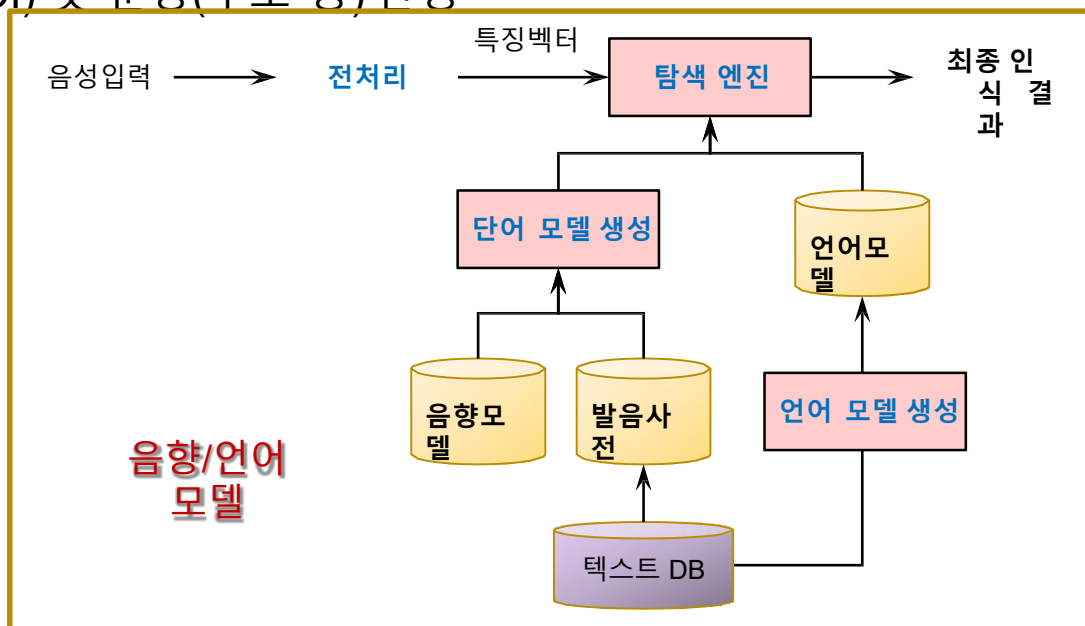 특징벡터
음성입력
전처리
탐색 엔진
최종 인
식 결
과
단어 모델 생성
언어모
델
음향모
델
발음사
전
언어 모델 생성
음향/언어
모델
텍스트 DB